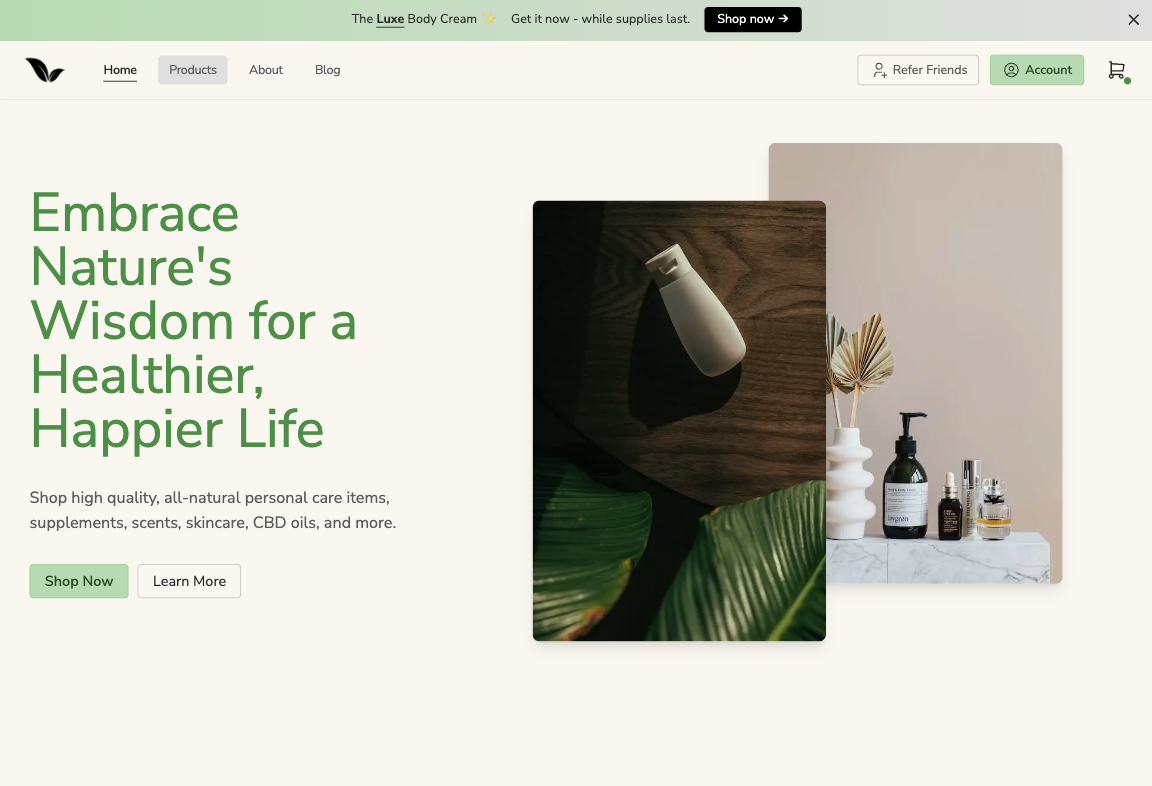 The Luxe Body Cream ✨ Get it now - while supplies last. Shop now →
Home Products About Blog Refer Friends Account
Embrace
Nature's
Wisdom for a
Healthier,
Happier Life
Shop high quality, all-natural personal care items,
supplements, scents, skincare, CBD oils, and more.
Shop Now Learn More